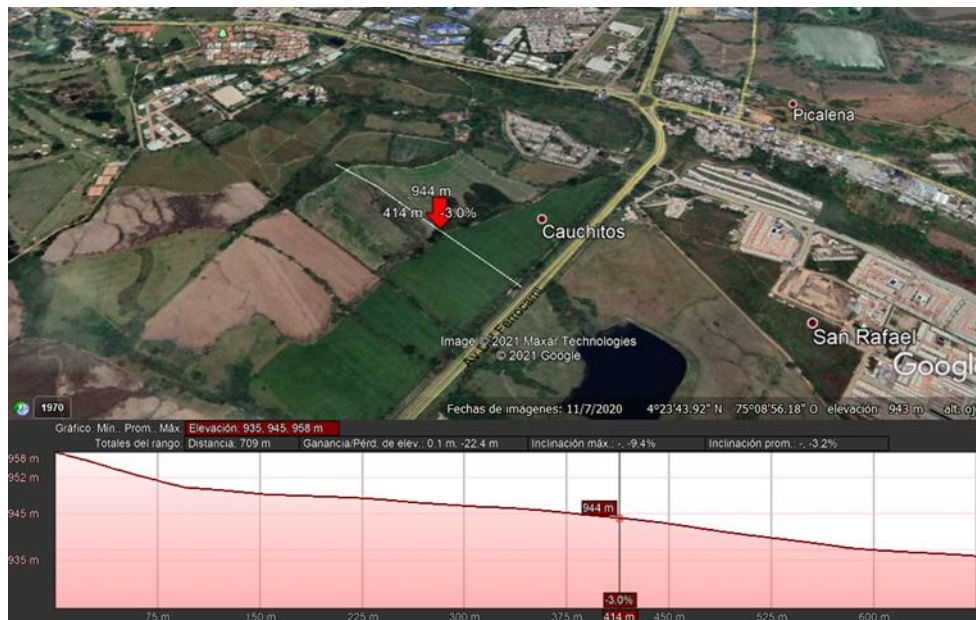 Picaleña
944 m
414 m -3.0%
Cauchitos
San Rafael
Image © 2021 Maxar Technologies
© 2021 Google
Google
1970
Fechas de imágenes: 11/7/2020 4°23'43.92" N 75°08'56.18" O elevación 943 m alt. oj
Gráfico: Mín., Prom., Máx. Elevación: 935, 945, 958 m
Totales del rango: Distancia: 709 m Ganancia/Pérd. de elev.: 0.1 m, -22.4 m Inclinación máx.: -, -9.4% Inclinación prom.: -, -3.2%
958 m
952 m
945 m
935 m
944 m
-3.0%
75 m 150 m 225 m 300 m 375 m 414 m 450 m 525 m 600 m